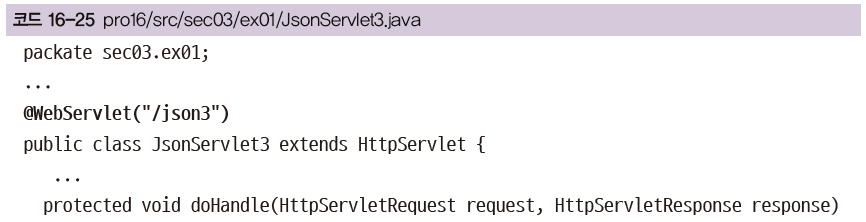 코드 16-25 pro16/src/sec03/ex01/JsonServlet3.java
packate sec03.ex01;
...
@WebServlet("/json3")
public class JsonServlet3 extends HttpServlet {
...
protected void doHandle(HttpServletRequest request, HttpServletResponse response)